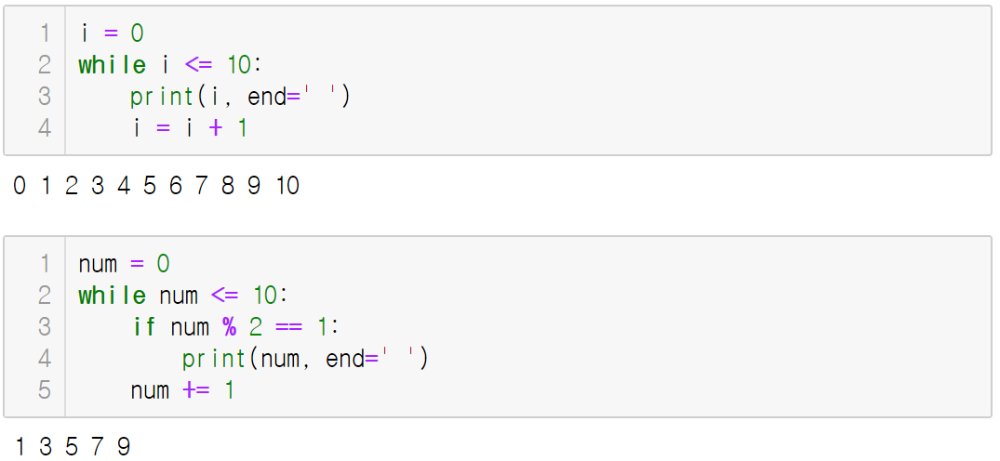 1 i = 0
2 while i <= 10:
3     print(i, end=' ')
4     i = i + 1
0 1 2 3 4 5 6 7 8 9 10
1 num = 0
2 while num <= 10:
3     if num % 2 == 1:
4         print(num, end=' ')
5     num += 1
1 3 5 7 9